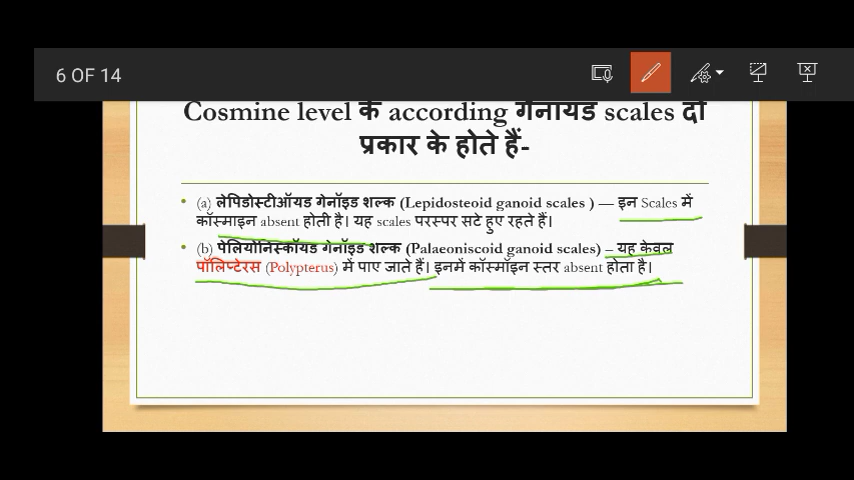 6 OF 14
Cosmine level के according गेनॉयड scales दो
प्रकार के होते हैं-
• (a) लेपिडोस्टीऑयड गेनॉइड शल्क (Lepidosteoid ganoid scales ) — इन Scales में
कॉस्माइन absent होती है। यह scales परस्पर सटे हुए रहते हैं।
• (b) पेलियोनिस्कॉयड गेनॉइड शल्क (Palaeoniscoid ganoid scales) – यह केवल
पॉलिप्टेरस (Polypterus) में पाए जाते हैं। इनमें कॉस्मॉइन स्तर absent होता है।